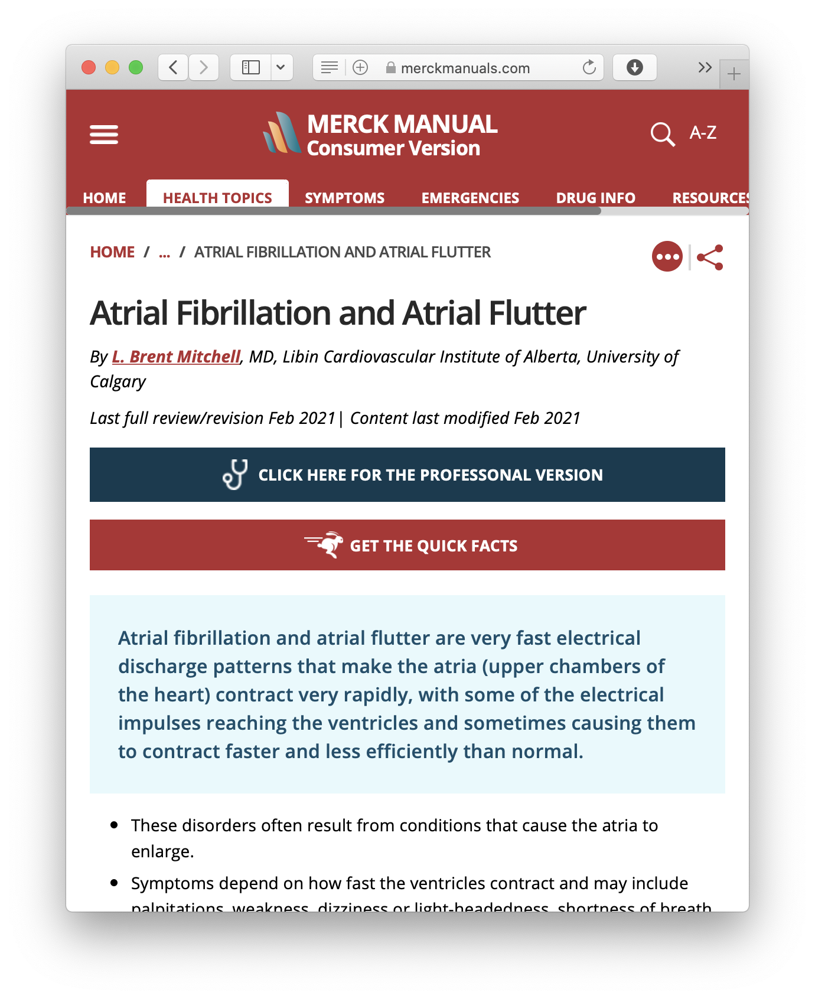 merckmanuals.com
MERCK MANUAL
Consumer Version
A-Z
HOME HEALTH TOPICS SYMPTOMS EMERGENCIES DRUG INFO RESOURCES
HOME / ... / ATRIAL FIBRILLATION AND ATRIAL FLUTTER
Atrial Fibrillation and Atrial Flutter
By L. Brent Mitchell, MD, Libin Cardiovascular Institute of Alberta, University of
Calgary
Last full review/revision Feb 2021| Content last modified Feb 2021
CLICK HERE FOR THE PROFESSONAL VERSION
GET THE QUICK FACTS
Atrial fibrillation and atrial flutter are very fast electrical
discharge patterns that make the atria (upper chambers of
the heart) contract very rapidly, with some of the electrical
impulses reaching the ventricles and sometimes causing them
to contract faster and less efficiently than normal.
• These disorders often result from conditions that cause the atria to
enlarge.
• Symptoms depend on how fast the ventricles contract and may include
palpitations, weakness, dizziness or light-headedness, shortness of breath,